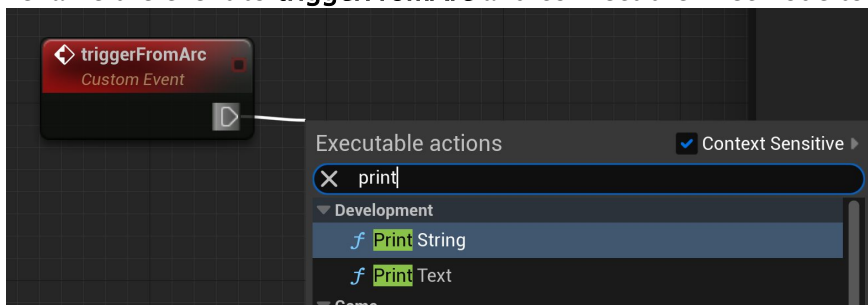 triggerFromArc
Custom Event
Executable actions
Context Sensitive
print
Development
f Print String
f Print Text